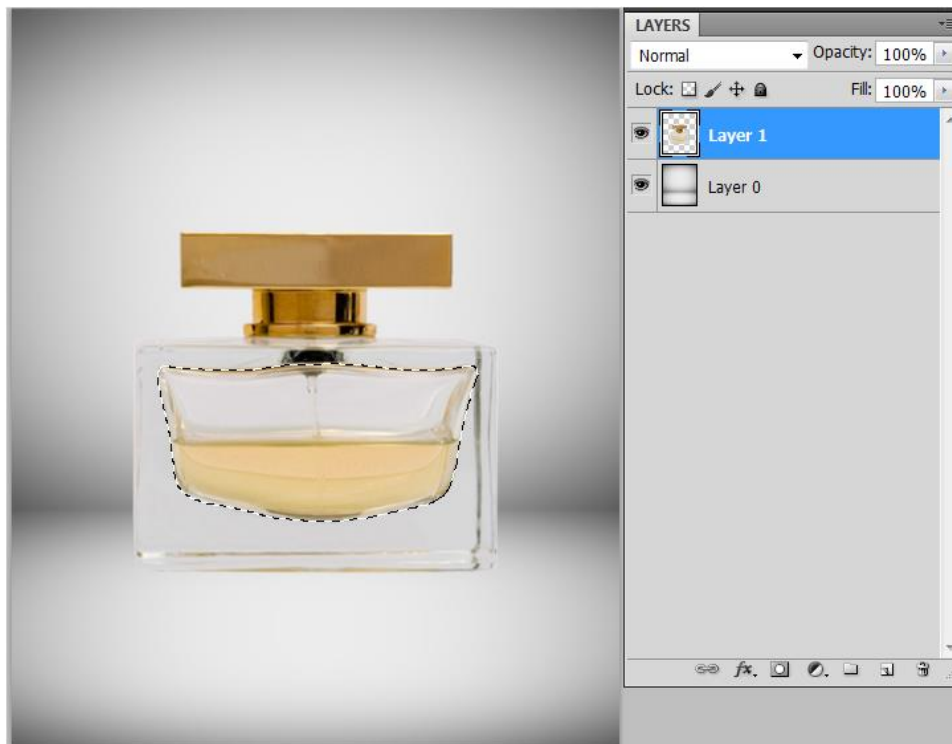 LAYERS
Normal Opacity: 100%
Lock: Fill: 100%
Layer 1
Layer 0
fx.